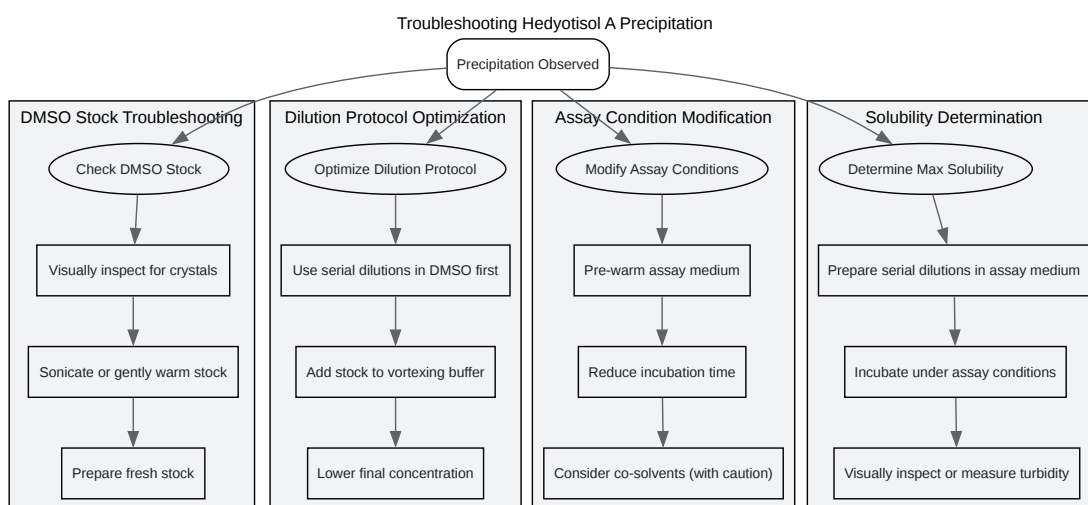 Troubleshooting Hedyotisol A Precipitation
Precipitation Observed
DMSO Stock Troubleshooting
Check DMSO Stock
Visually inspect for crystals
Sonicate or gently warm stock
Prepare fresh stock
Dilution Protocol Optimization
Optimize Dilution Protocol
Use serial dilutions in DMSO first
Add stock to vortexing buffer
Lower final concentration
Assay Condition Modification
Modify Assay Conditions
Pre-warm assay medium
Reduce incubation time
Consider co-solvents (with caution)
Solubility Determination
Determine Max Solubility
Prepare serial dilutions in assay medium
Incubate under assay conditions
Visually inspect or measure turbidity